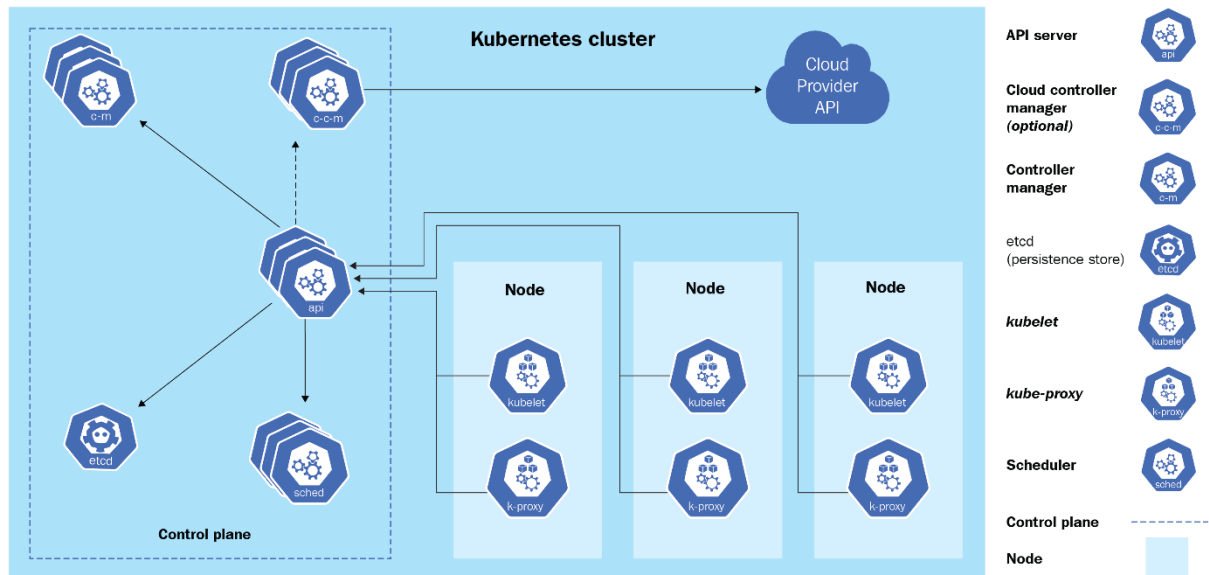 Kubernetes cluster
c-m
c-c-m
Cloud
Provider
API
api
etcd
sched
Control plane
Node
kubelet
k-proxy
Node
kubelet
k-proxy
Node
kubelet
k-proxy
API server
api
Cloud controller
manager
(optional)
c-c-m
Controller
manager
c-m
etcd
(persistence store)
etcd
kubelet
kubelet
kube-proxy
k-proxy
Scheduler
sched
Control plane
Node